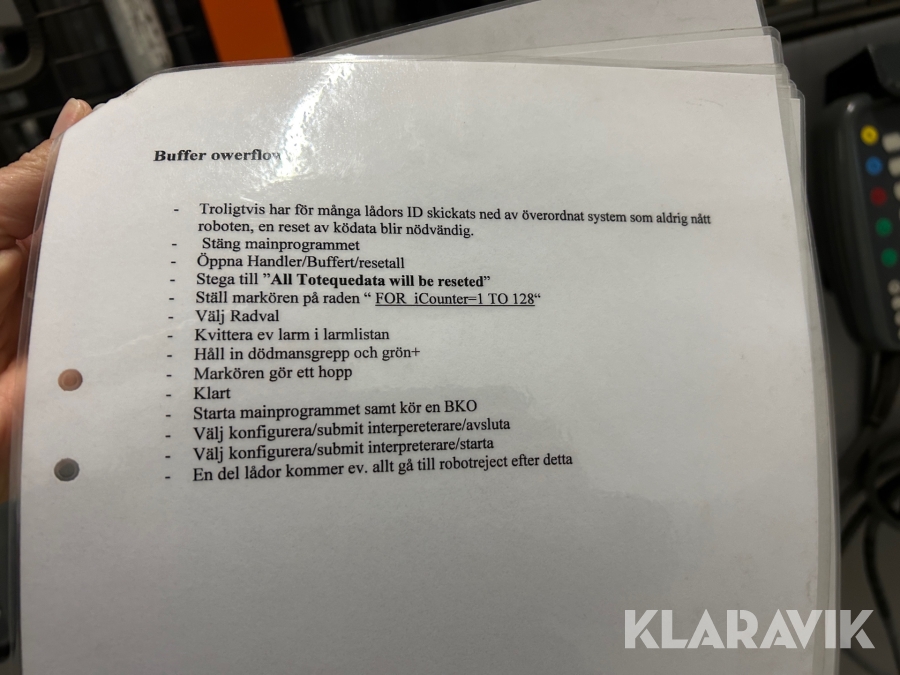 Buffer owerflow
- Troligtvis har för många lådors ID skickats ned av överordnat system som aldrig nått
roboten, en reset av ködata blir nödvändig.
- Stäng mainprogrammet
- Öppna Handler/Buffert/resetall
- Stega till ”All Totequedata will be reseted”
- Ställ markören på raden “ FOR iCounter=1 TO 128“
- Välj Radval
- Kvittera ev larm i larmlistan
- Håll in dödmansgrepp och grön+
- Markören gör ett hopp
- Klart
- Starta mainprogrammet samt kör en BKO
- Välj konfigurera/submit interpereterare/avsluta
- Välj konfigurera/submit interpreterare/starta
- En del lådor kommer ev. allt gå till robotreject efter detta
KLARAVIK